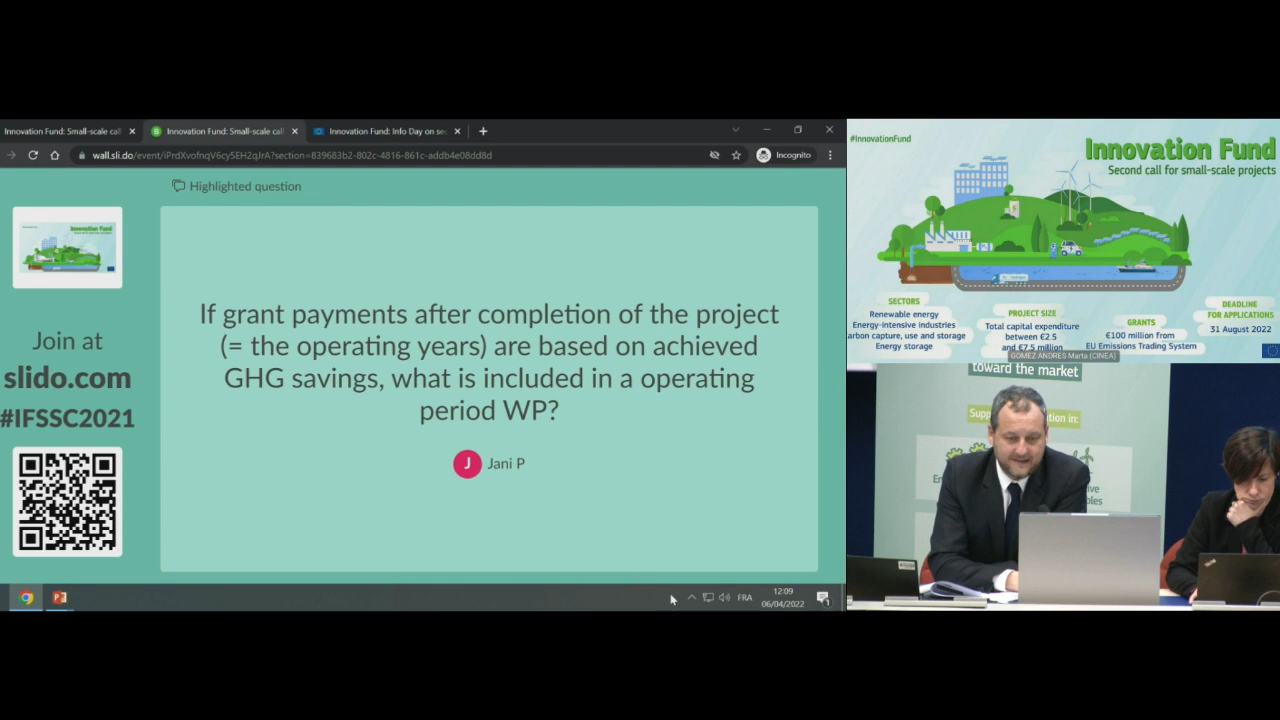 Innovation Fund: Small-scale cal
Innovation Fund: Small-scale cal
Innovation Fund: Info Day on se
wall.sli.do/event/iPrdXvofnqV6cy5EH2qJrA?section=839683b2-802c-4816-861c-addb4e08dd8d
Incognito
Highlighted question
Join at
slido.com
#IFSSC2021
If grant payments after completion of the project
(= the operating years) are based on achieved
GHG savings, what is included in a operating
period WP?
J Jani P
FRA
12:09
06/04/2022
1
#InnovationFund
Innovation Fund
Second call for small-scale projects
SECTORS
Renewable energy
Energy-intensive industries
arbon capture, use and storage
Energy storage
PROJECT SIZE
Total capital expenditure
between €2.5
and €7.5 million
GRANTS
€100 million from
EU Emissions Trading System
DEADLINE
FOR APPLICATIONS
31 August 2022
GOMEZ ANDRES Marta (CINEA)
toward the market
in: